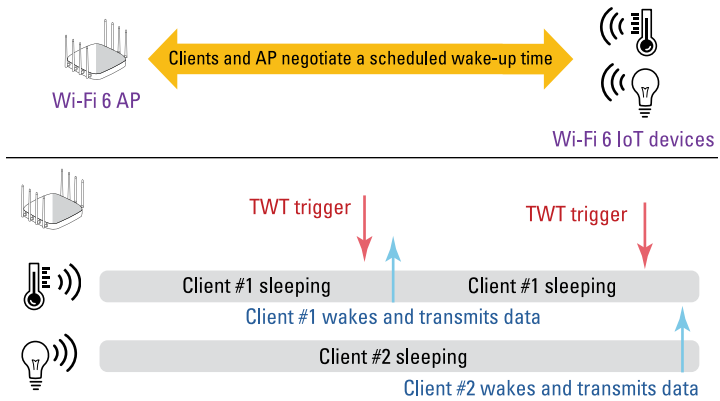 Clients and AP negotiate a scheduled wake-up time
Wi-Fi 6 AP
Wi-Fi 6 IoT devices
TWT trigger
TWT trigger
Client #1 sleeping
Client #1 sleeping
Client #1 wakes and transmits data
Client #2 sleeping
Client #2 wakes and transmits data